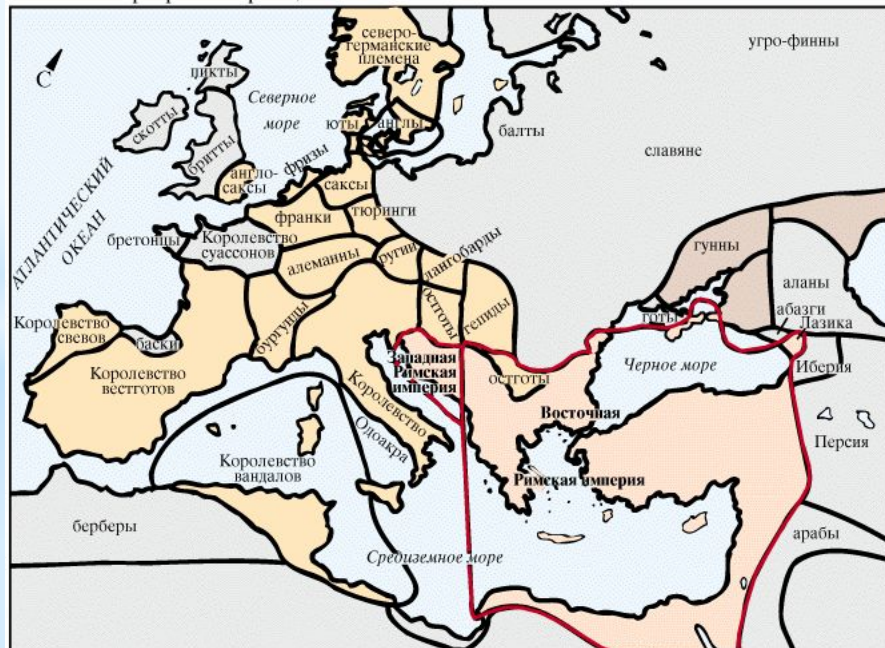 северо-
германские
племена
угро-финны
С
пикты
Северное
море
юты
англы
балты
скотты
бритты
фризы
славяне
англо-
саксы
саксы
АТЛАНТИЧЕСКИЙ
ОКЕАН
франки
тюринги
бретонцы
Королевство
суассонов
алеманны
ругии
лангобарды
гунны
аланы
абазги
Лазика
готы
остготы
гепиды
бургунды
Королевство
свевов
баски
Королевство
вестготов
Западная
Римская
империя
остготы
Черное море
Иберия
Восточная
Римская империя
Персия
Королевство
Одоакра
Королевство
вандалов
берберы
Средиземное море
арабы